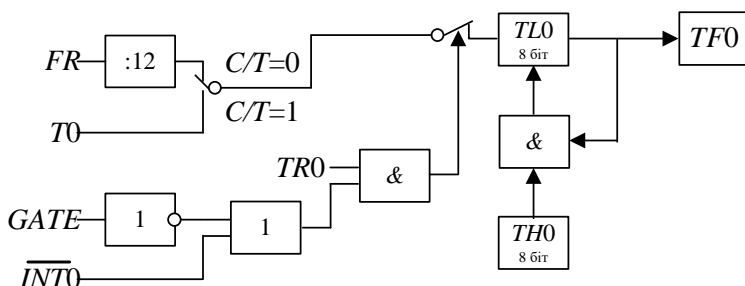 FR
:12
C/T=0
C/T=1
T0
TL0
8 біт
TF0
&
TR0
&
GATE
1
1
INT0
TH0
8 біт